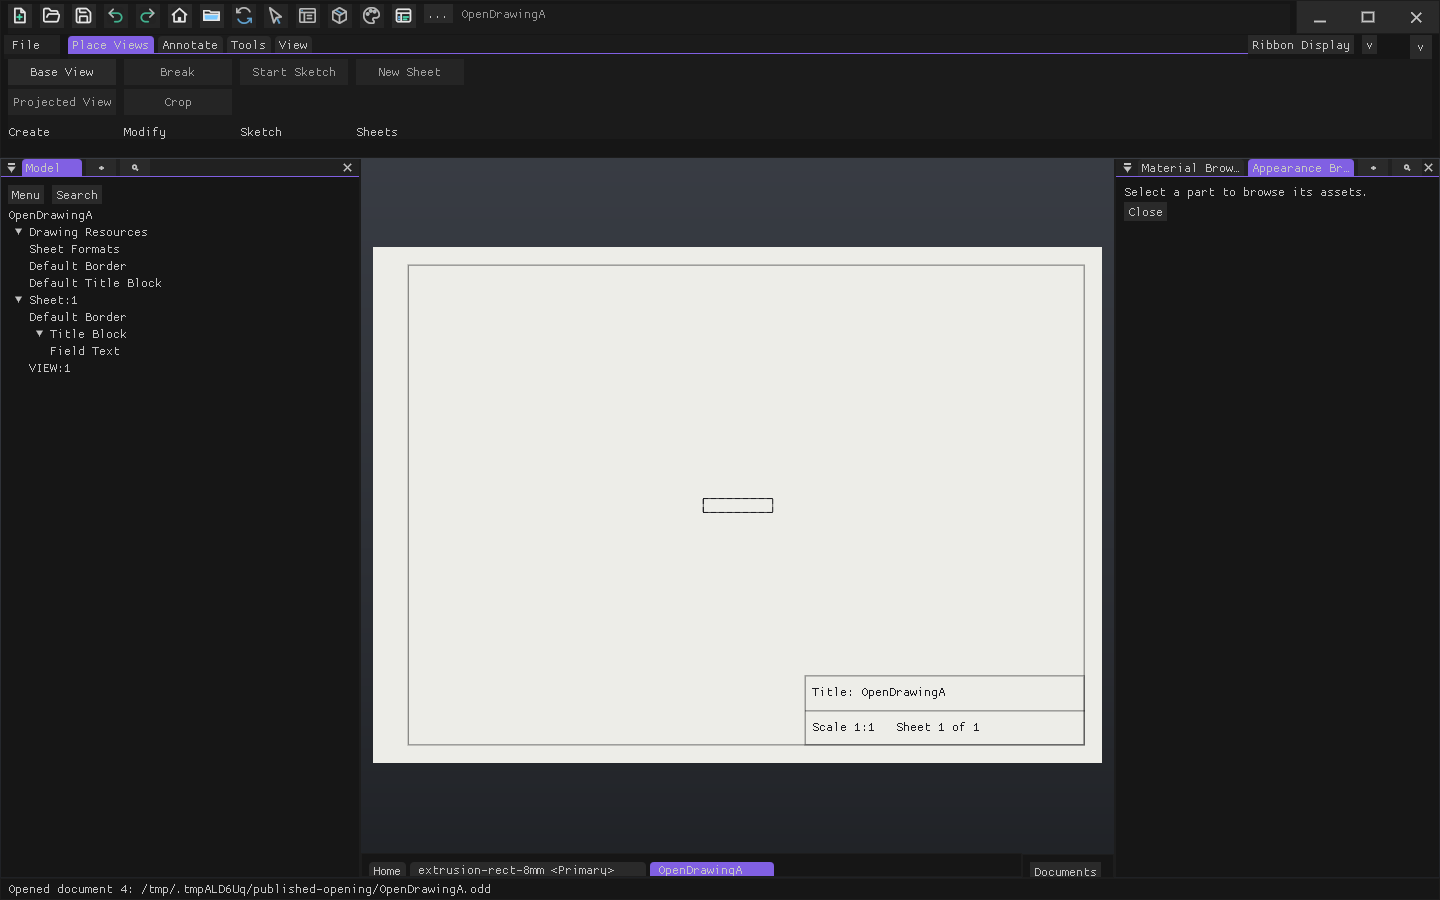 ... OpenDrawingA
File Place Views Annotate Tools View Ribbon Display v v
Base View Break Start Sketch New Sheet
Projected View Crop
Create Modify Sketch Sheets
Model Material Brow… Appearance Br…
Menu Search
Select a part to browse its assets.
Close
OpenDrawingA
Drawing Resources
Sheet Formats
Default Border
Default Title Block
Sheet:1
Default Border
Title Block
Field Text
VIEW:1
Title: OpenDrawingA
Scale 1:1 Sheet 1 of 1
Home extrusion-rect-8mm <Primary> OpenDrawingA Documents
Opened document 4: /tmp/.tmpALD6Uq/published-opening/OpenDrawingA.odd